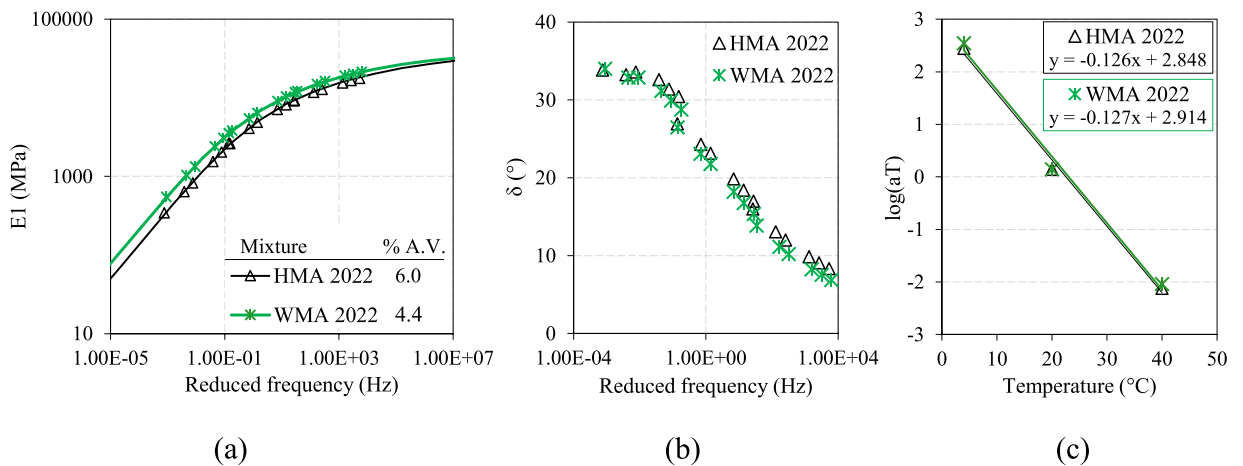 100000
1000
10
E1 (MPa)
Mixture % A.V.
HMA 2022 6.0
WMA 2022 4.4
1.00E-05 1.00E-01 1.00E+03 1.00E+07
Reduced frequency (Hz)
(a)
40
30
20
10
0
δ (°)
HMA 2022
WMA 2022
1.00E-04 1.00E+00 1.00E+04
Reduced frequency (Hz)
(b)
3
2
1
0
-1
-2
-3
log(aT)
HMA 2022
y = -0.126x + 2.848
WMA 2022
y = -0.127x + 2.914
0 10 20 30 40 50
Temperature (°C)
(c)